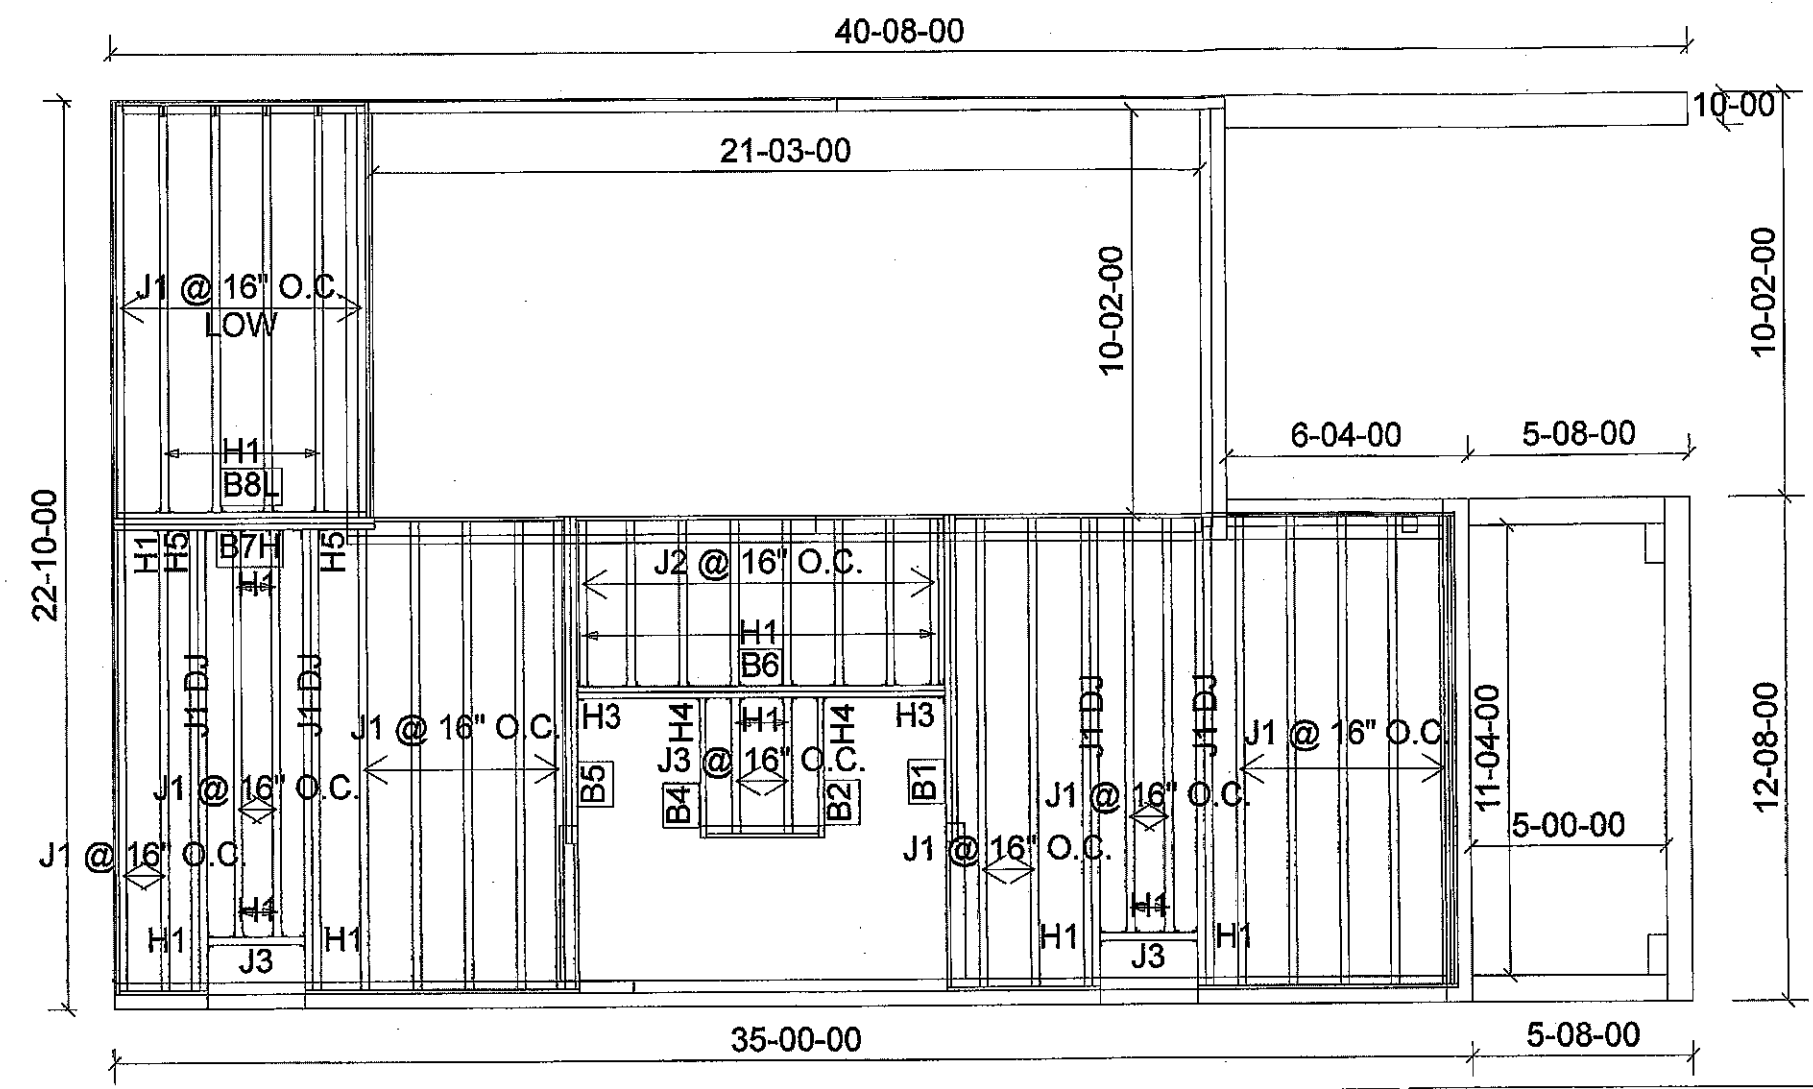 40-08-00
10-00
21-03-00
10-02-00
10-02-00
J1 @ 16" O.C.
LOW
6-04-00
5-08-00
H1
B8L
22-10-00
H1
H5
B7H
H5
H1
J2 @ 16" O.C.
H1
B6
J1 DJ
J1 DJ
J1 @ 16" O.C.
H3
H4
H1
H4
H3
J1 DJ
J1 DJ
J1 @ 16" O.C.
11-04-00
12-08-00
J3 @ 16" O.C.
B5
B4
B2
B1
J1 @ 16" O.C.
J1 @ 16" O.C.
5-00-00
J1 @ 16" O.C.
J1 @ 16" O.C.
H1
H1
H1
H1
H1
H1
J3
J3
35-00-00
5-08-00